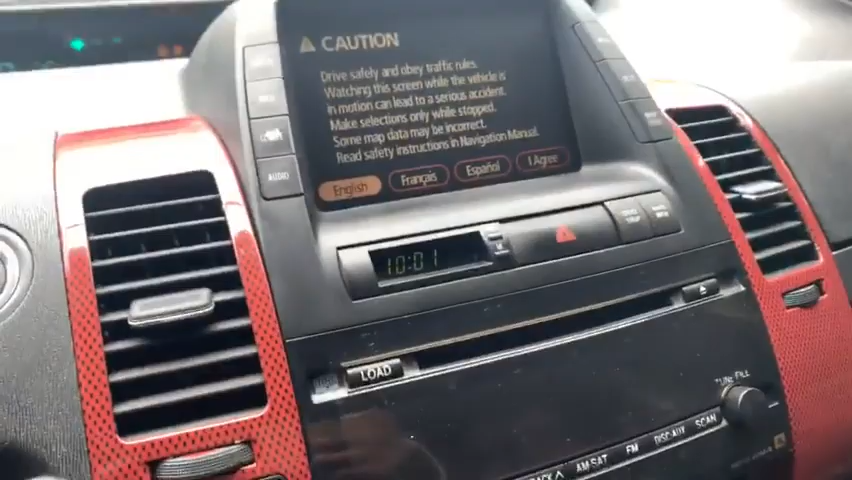 CAUTION
Drive safely and obey traffic rules.
Watching this screen while the vehicle is
in motion can lead to a serious accident.
Make selections only while stopped.
Some map data may be incorrect.
Read safety instructions in Navigation Manual.
English Français Español I Agree
AUDIO
10:01
LOAD
TUNE FILE
AM·SAT FM DISC·AUX SCAN